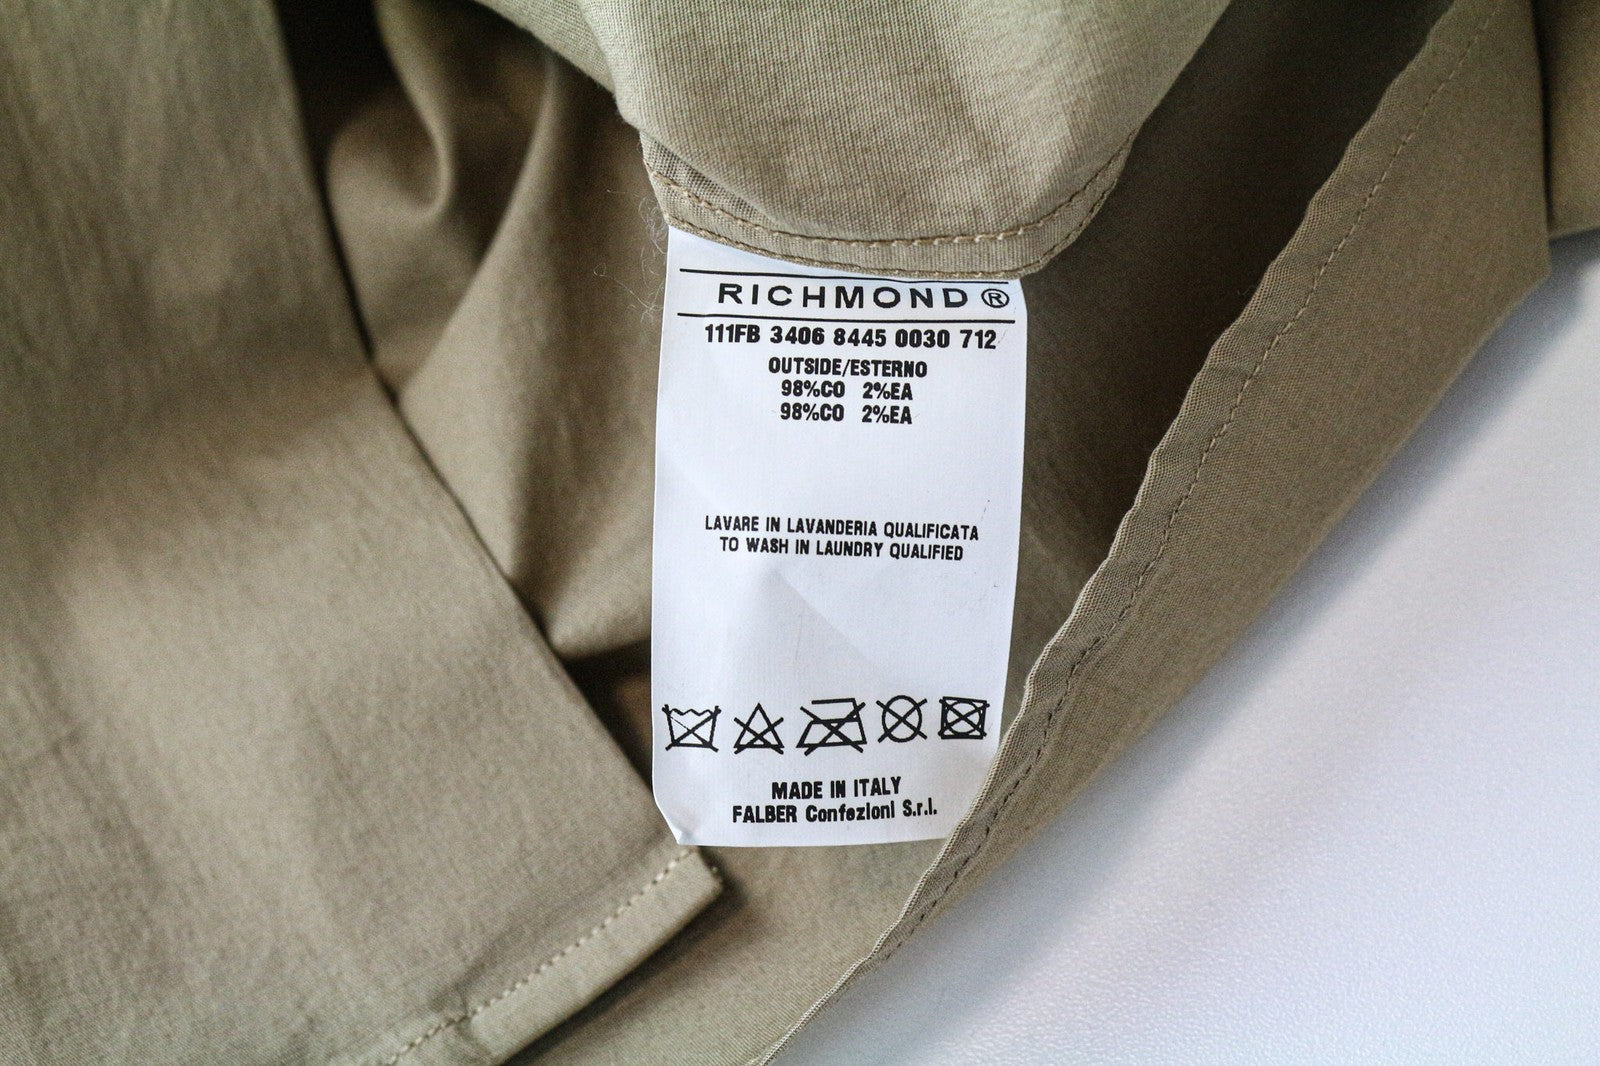 RICHMOND ®
111FB 3406 8445 0030 712
OUTSIDE/ESTERNO
98%CO 2%EA
98%CO 2%EA
LAVARE IN LAVANDERIA QUALIFICATA
TO WASH IN LAUNDRY QUALIFIED
MADE IN ITALY
FALBER Confezioni S.r.l.